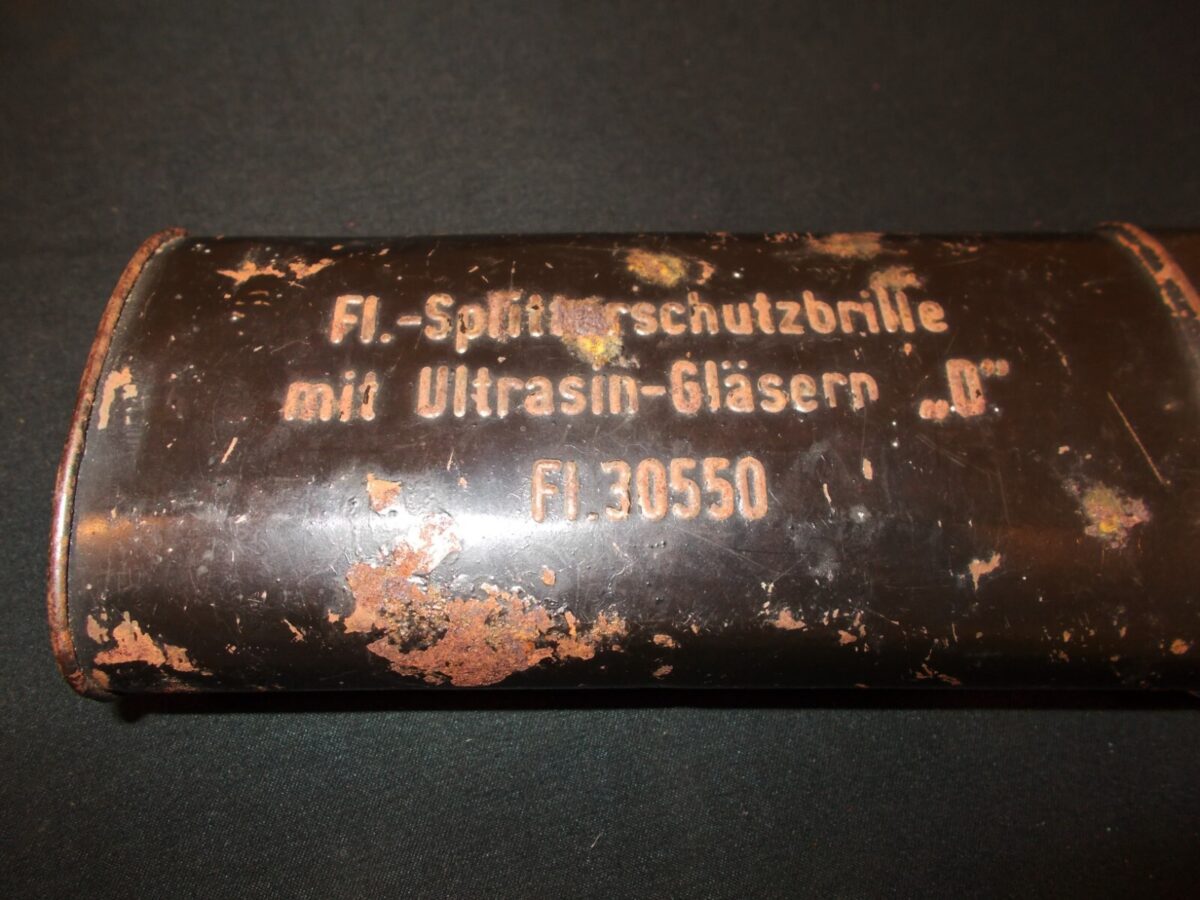 Fl.-Splitterschutzbrille
mit Ultrasin-Gläsern „D”
Fl.30550